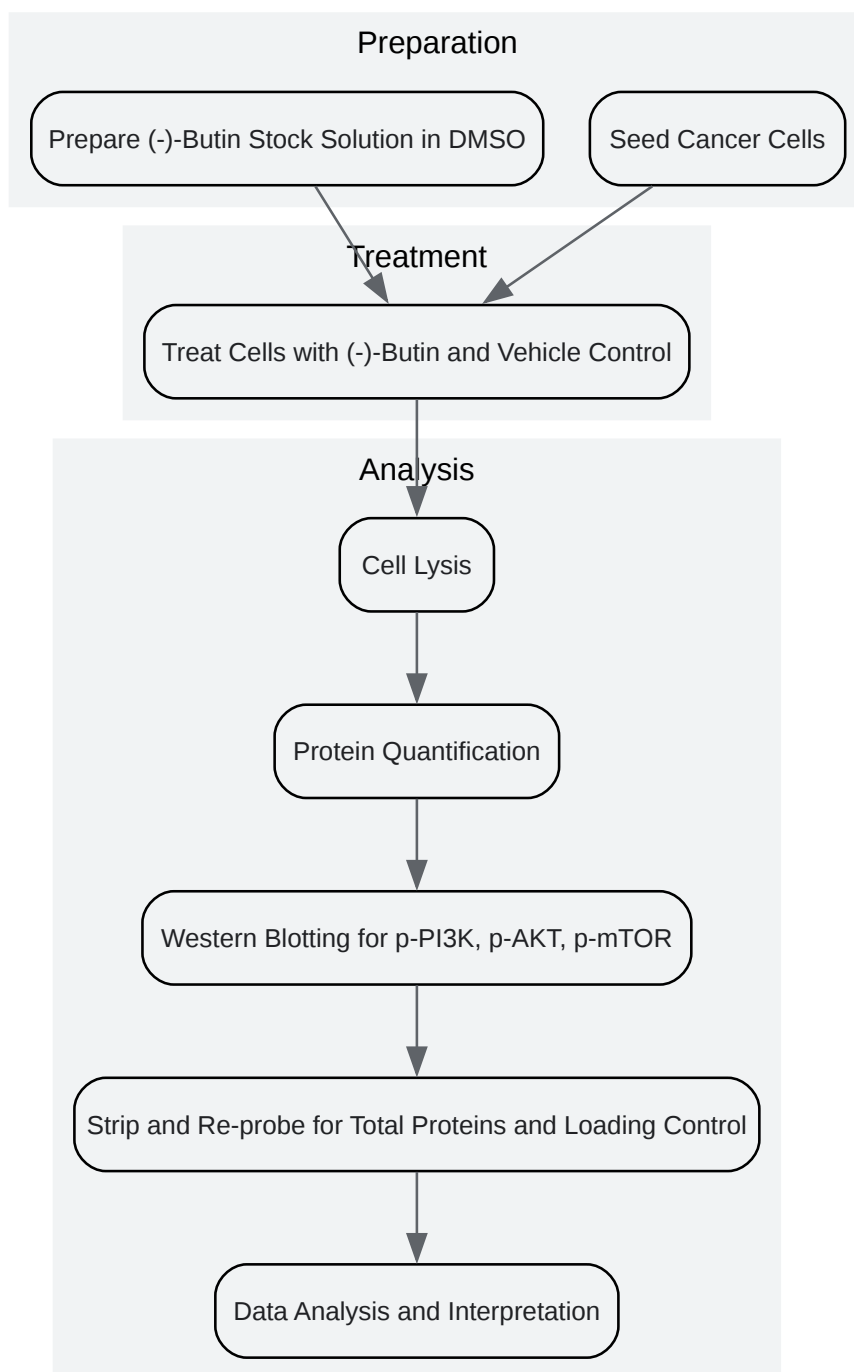 Preparation
Prepare (-)-Butin Stock Solution in DMSO
Seed Cancer Cells
Treatment
Treat Cells with (-)-Butin and Vehicle Control
Analysis
Cell Lysis
Protein Quantification
Western Blotting for p-PI3K, p-AKT, p-mTOR
Strip and Re-probe for Total Proteins and Loading Control
Data Analysis and Interpretation